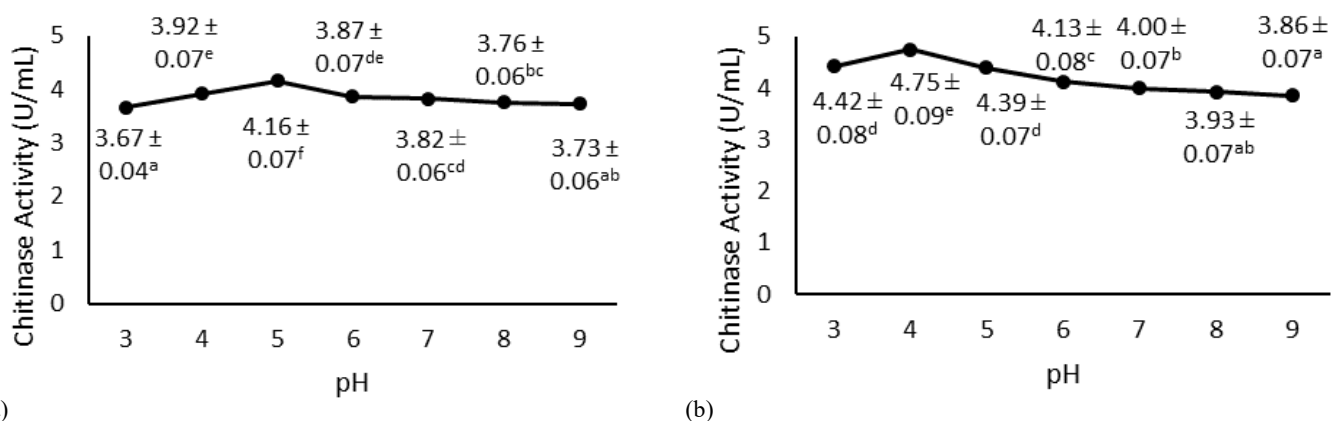 Chitinase Activity (U/mL)
5
4
3
2
1
0
3.67 ±
0.04ᵃ
3.92 ±
0.07ᵉ
4.16 ±
0.07ᶠ
3.87 ±
0.07ᵈᵉ
3.82 ±
0.06ᶜᵈ
3.76 ±
0.06ᵇᶜ
3.73 ±
0.06ᵃᵇ
3 4 5 6 7 8 9
pH
)
Chitinase Activity (U/mL)
5
4
3
2
1
0
4.42 ±
0.08ᵈ
4.75 ±
0.09ᵉ
4.39 ±
0.07ᵈ
4.13 ±
0.08ᶜ
4.00 ±
0.07ᵇ
3.93 ±
0.07ᵃᵇ
3.86 ±
0.07ᵃ
3 4 5 6 7 8 9
pH
(b)